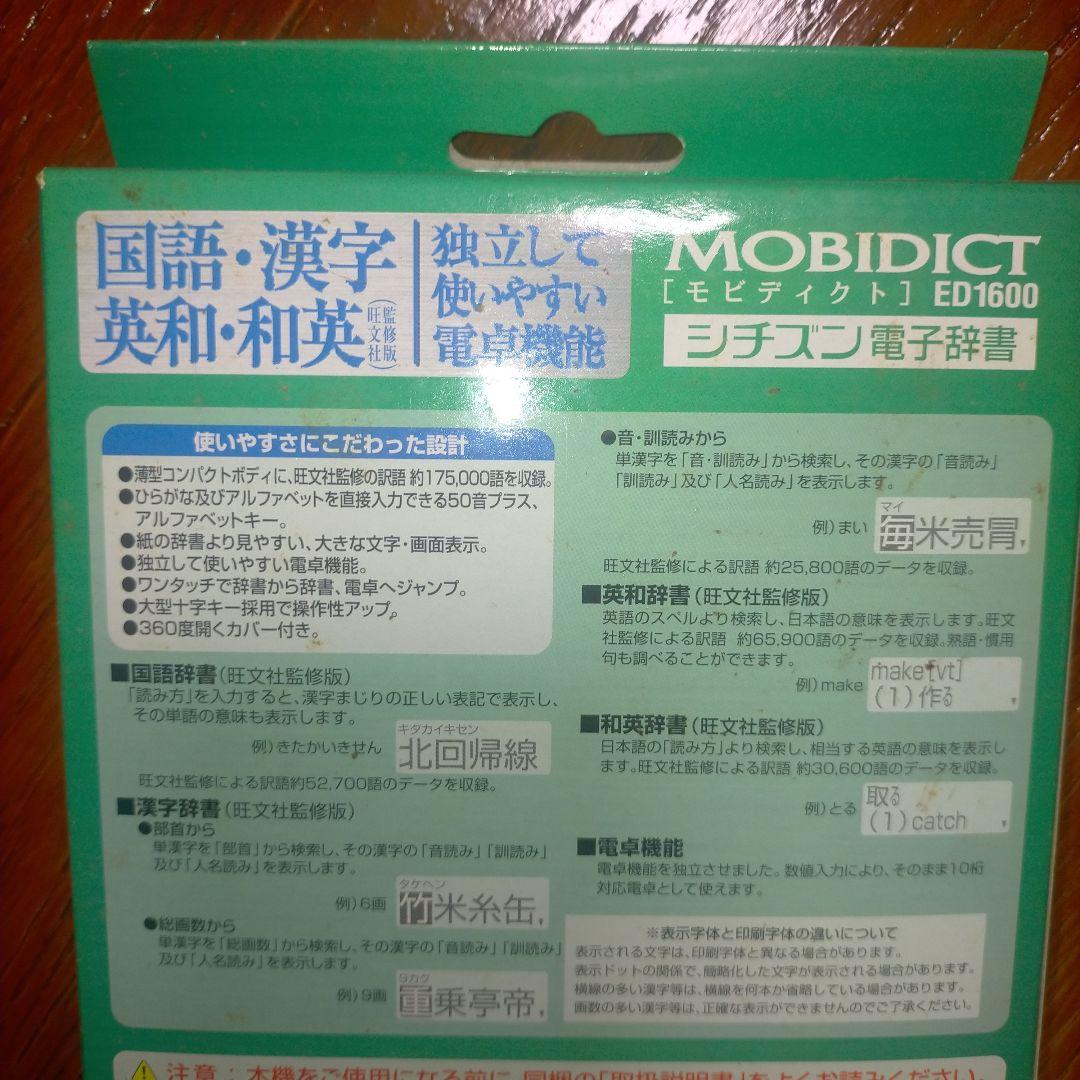 国語・漢字
英和・和英(旺文社監修版)
独立して
使いやすい
電卓機能
MOBIDICT
[モビディクト] ED1600
シチズン電子辞書
使いやすさにこだわった設計
●薄型コンパクトボディに、旺文社監修の訳語 約175,000語を収録。
●ひらがな及びアルファベットを直接入力できる50音プラス、
アルファベットキー。
●紙の辞書より見やすい、大きな文字・画面表示。
●独立して使いやすい電卓機能。
●ワンタッチで辞書から辞書、電卓へジャンプ。
●大型十字キー採用で操作性アップ。
●360度開くカバー付き。
■国語辞書(旺文社監修版)
「読み方」を入力すると、漢字まじりの正しい表記で表示し、
その単語の意味も表示します。
キタカイキセン
例)きたかいきせん 北回帰線
旺文社監修による訳語約52,700語のデータを収録。
■漢字辞書(旺文社監修版)
●部首から
単漢字を「部首」から検索し、その漢字の「音読み」「訓読み」
及び「人名読み」を表示します。
タケヘン
例)6画 竹米糸缶
●総画数から
単漢字を「総画数」から検索し、その漢字の「音読み」「訓読み」
及び「人名読み」を表示します。
9カク
例)9画 重乗亭帝
●音・訓読みから
単漢字を「音・訓読み」から検索し、その漢字の「音読み」
「訓読み」及び「人名読み」を表示します。
マイ
例)まい 毎米売冒
旺文社監修による訳語 約25,800語のデータを収録。
■英和辞書(旺文社監修版)
英語のスペルより検索し、日本語の意味を表示します。旺文
社監修による訳語 約65,900語のデータを収録。熟語・慣用
句も調べることができます。
例)make make[vt]
(1)作る
■和英辞書(旺文社監修版)
日本語の「読み方」より検索し、相当する英語の意味を表示し
ます。旺文社監修による訳語 約30,600語のデータを収録。
例)とる 取る
(1)catch
■電卓機能
電卓機能を独立させました。数値入力により、そのまま10桁
対応電卓として使えます。
※表示字体と印刷字体の違いについて
表示される文字は、印刷字体と異なる場合があります。
表示ドットの関係で、簡略化した文字が表示される場合があります。
横線の多い漢字等は、横線を何本か省略している場合があります。
画数の多い漢字等は、正確な表示ができませんのでご了承ください。
注意：本機をご使用になる前に、同梱の「取扱説明書」をよくお読みください